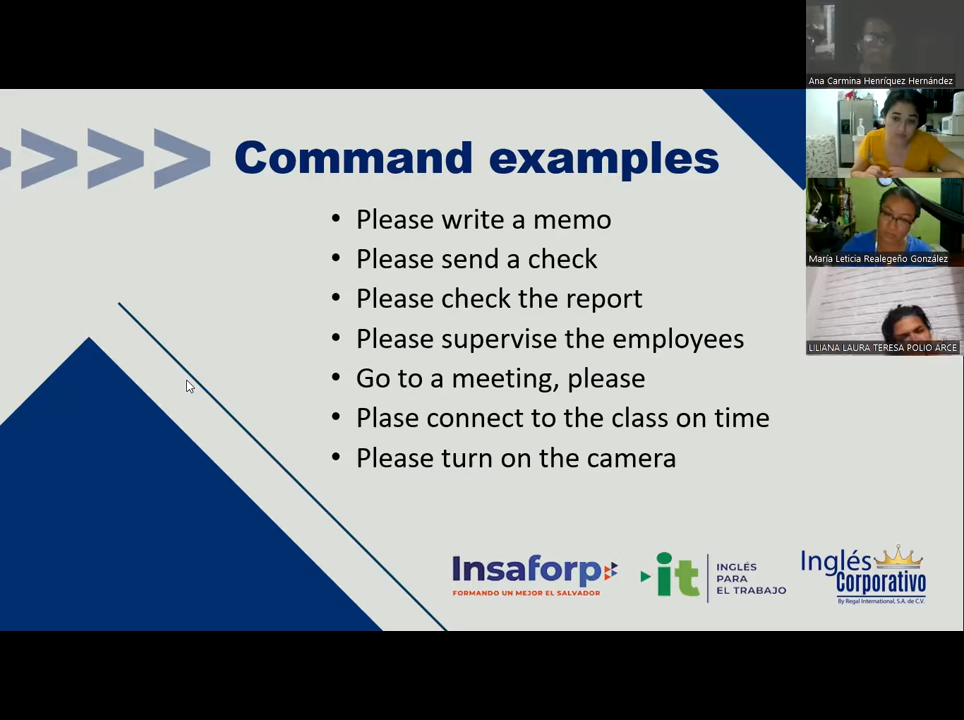 Command examples
• Please write a memo
• Please send a check
• Please check the report
• Please supervise the employees
• Go to a meeting, please
• Plase connect to the class on time
• Please turn on the camera
Insaforp
FORMANDO UN MEJOR EL SALVADOR
it
INGLÉS
PARA
EL TRABAJO
Inglés
Corporativo
By Regal International, S.A. de C.V.
Ana Carmina Henríquez Hernández
María Leticia Realegeño González
LILIANA LAURA TERESA POLIO ARCE